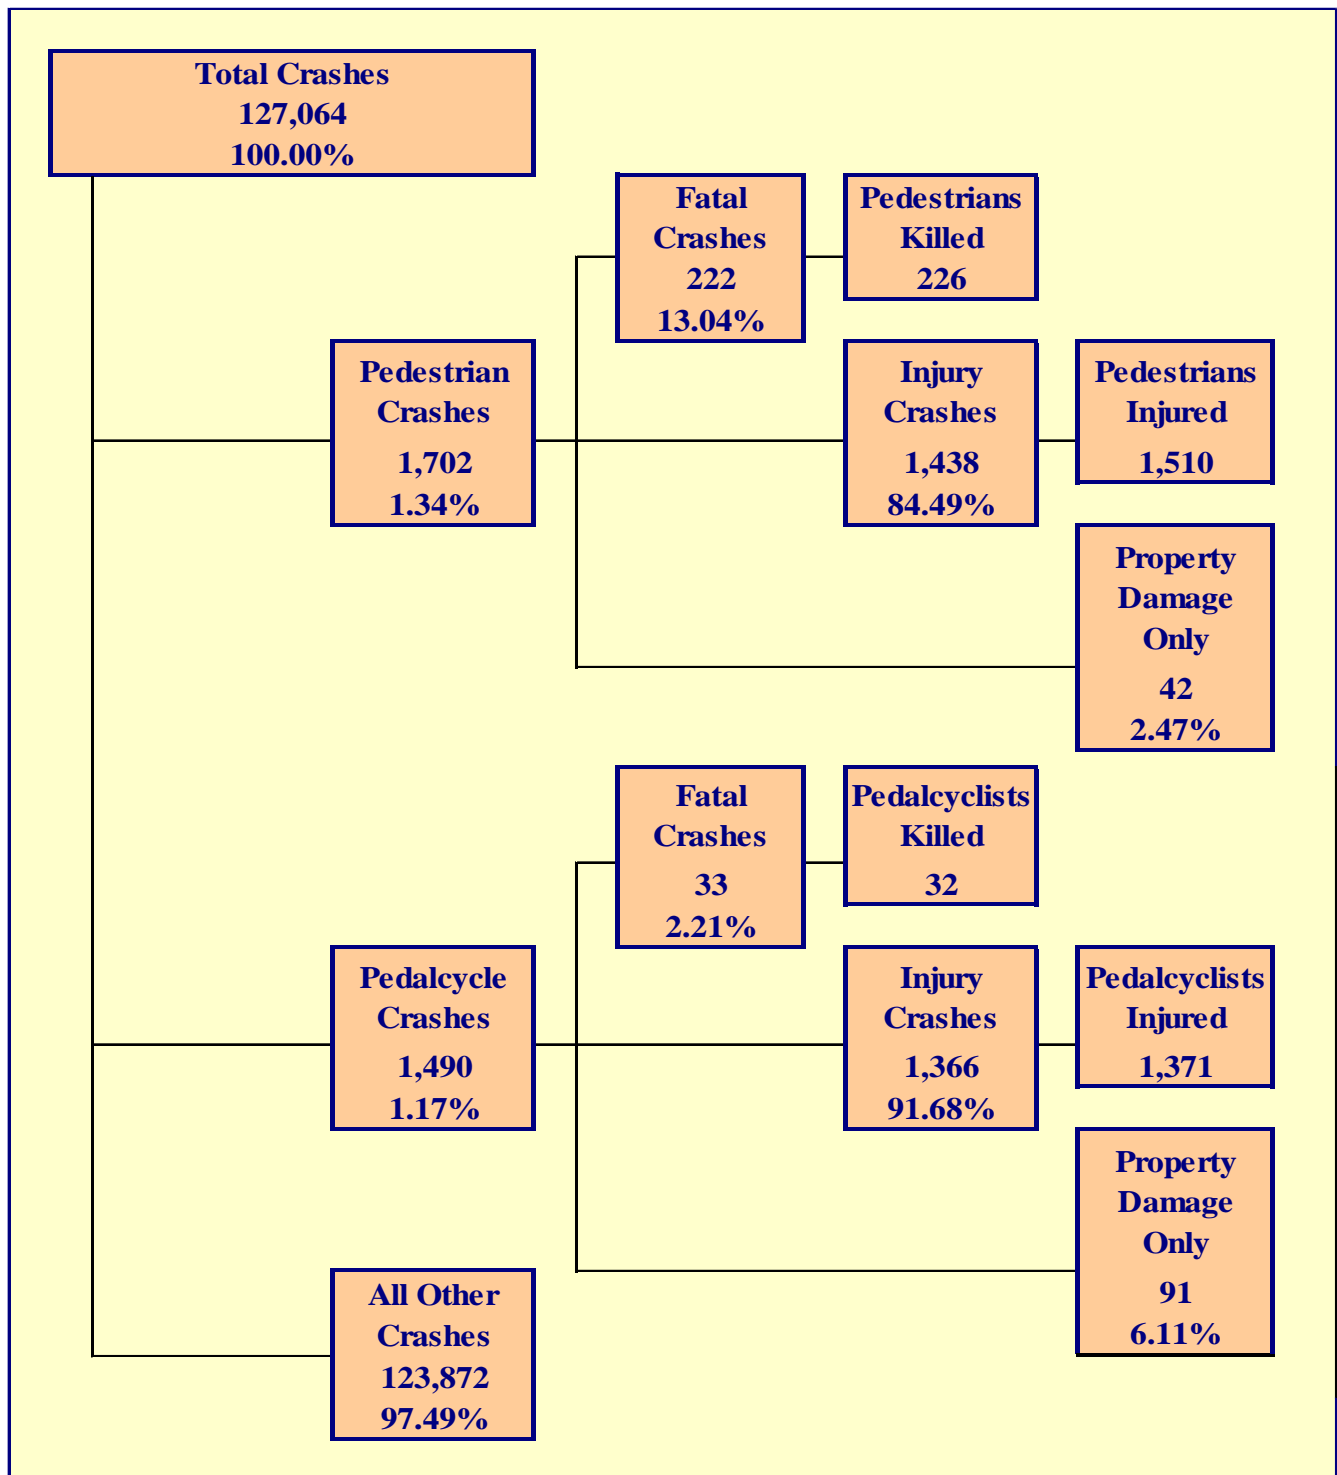 Total Crashes
127,064
100.00%
Fatal
Crashes
222
13.04%
Pedestrians
Killed
226
Pedestrian
Crashes
1,702
1.34%
Injury
Crashes
1,438
84.49%
Pedestrians
Injured
1,510
Property
Damage
Only
42
2.47%
Fatal
Crashes
33
2.21%
Pedalcyclists
Killed
32
Pedalcycle
Crashes
1,490
1.17%
Injury
Crashes
1,366
91.68%
Pedalcyclists
Injured
1,371
Property
Damage
Only
91
6.11%
All Other
Crashes
123,872
97.49%